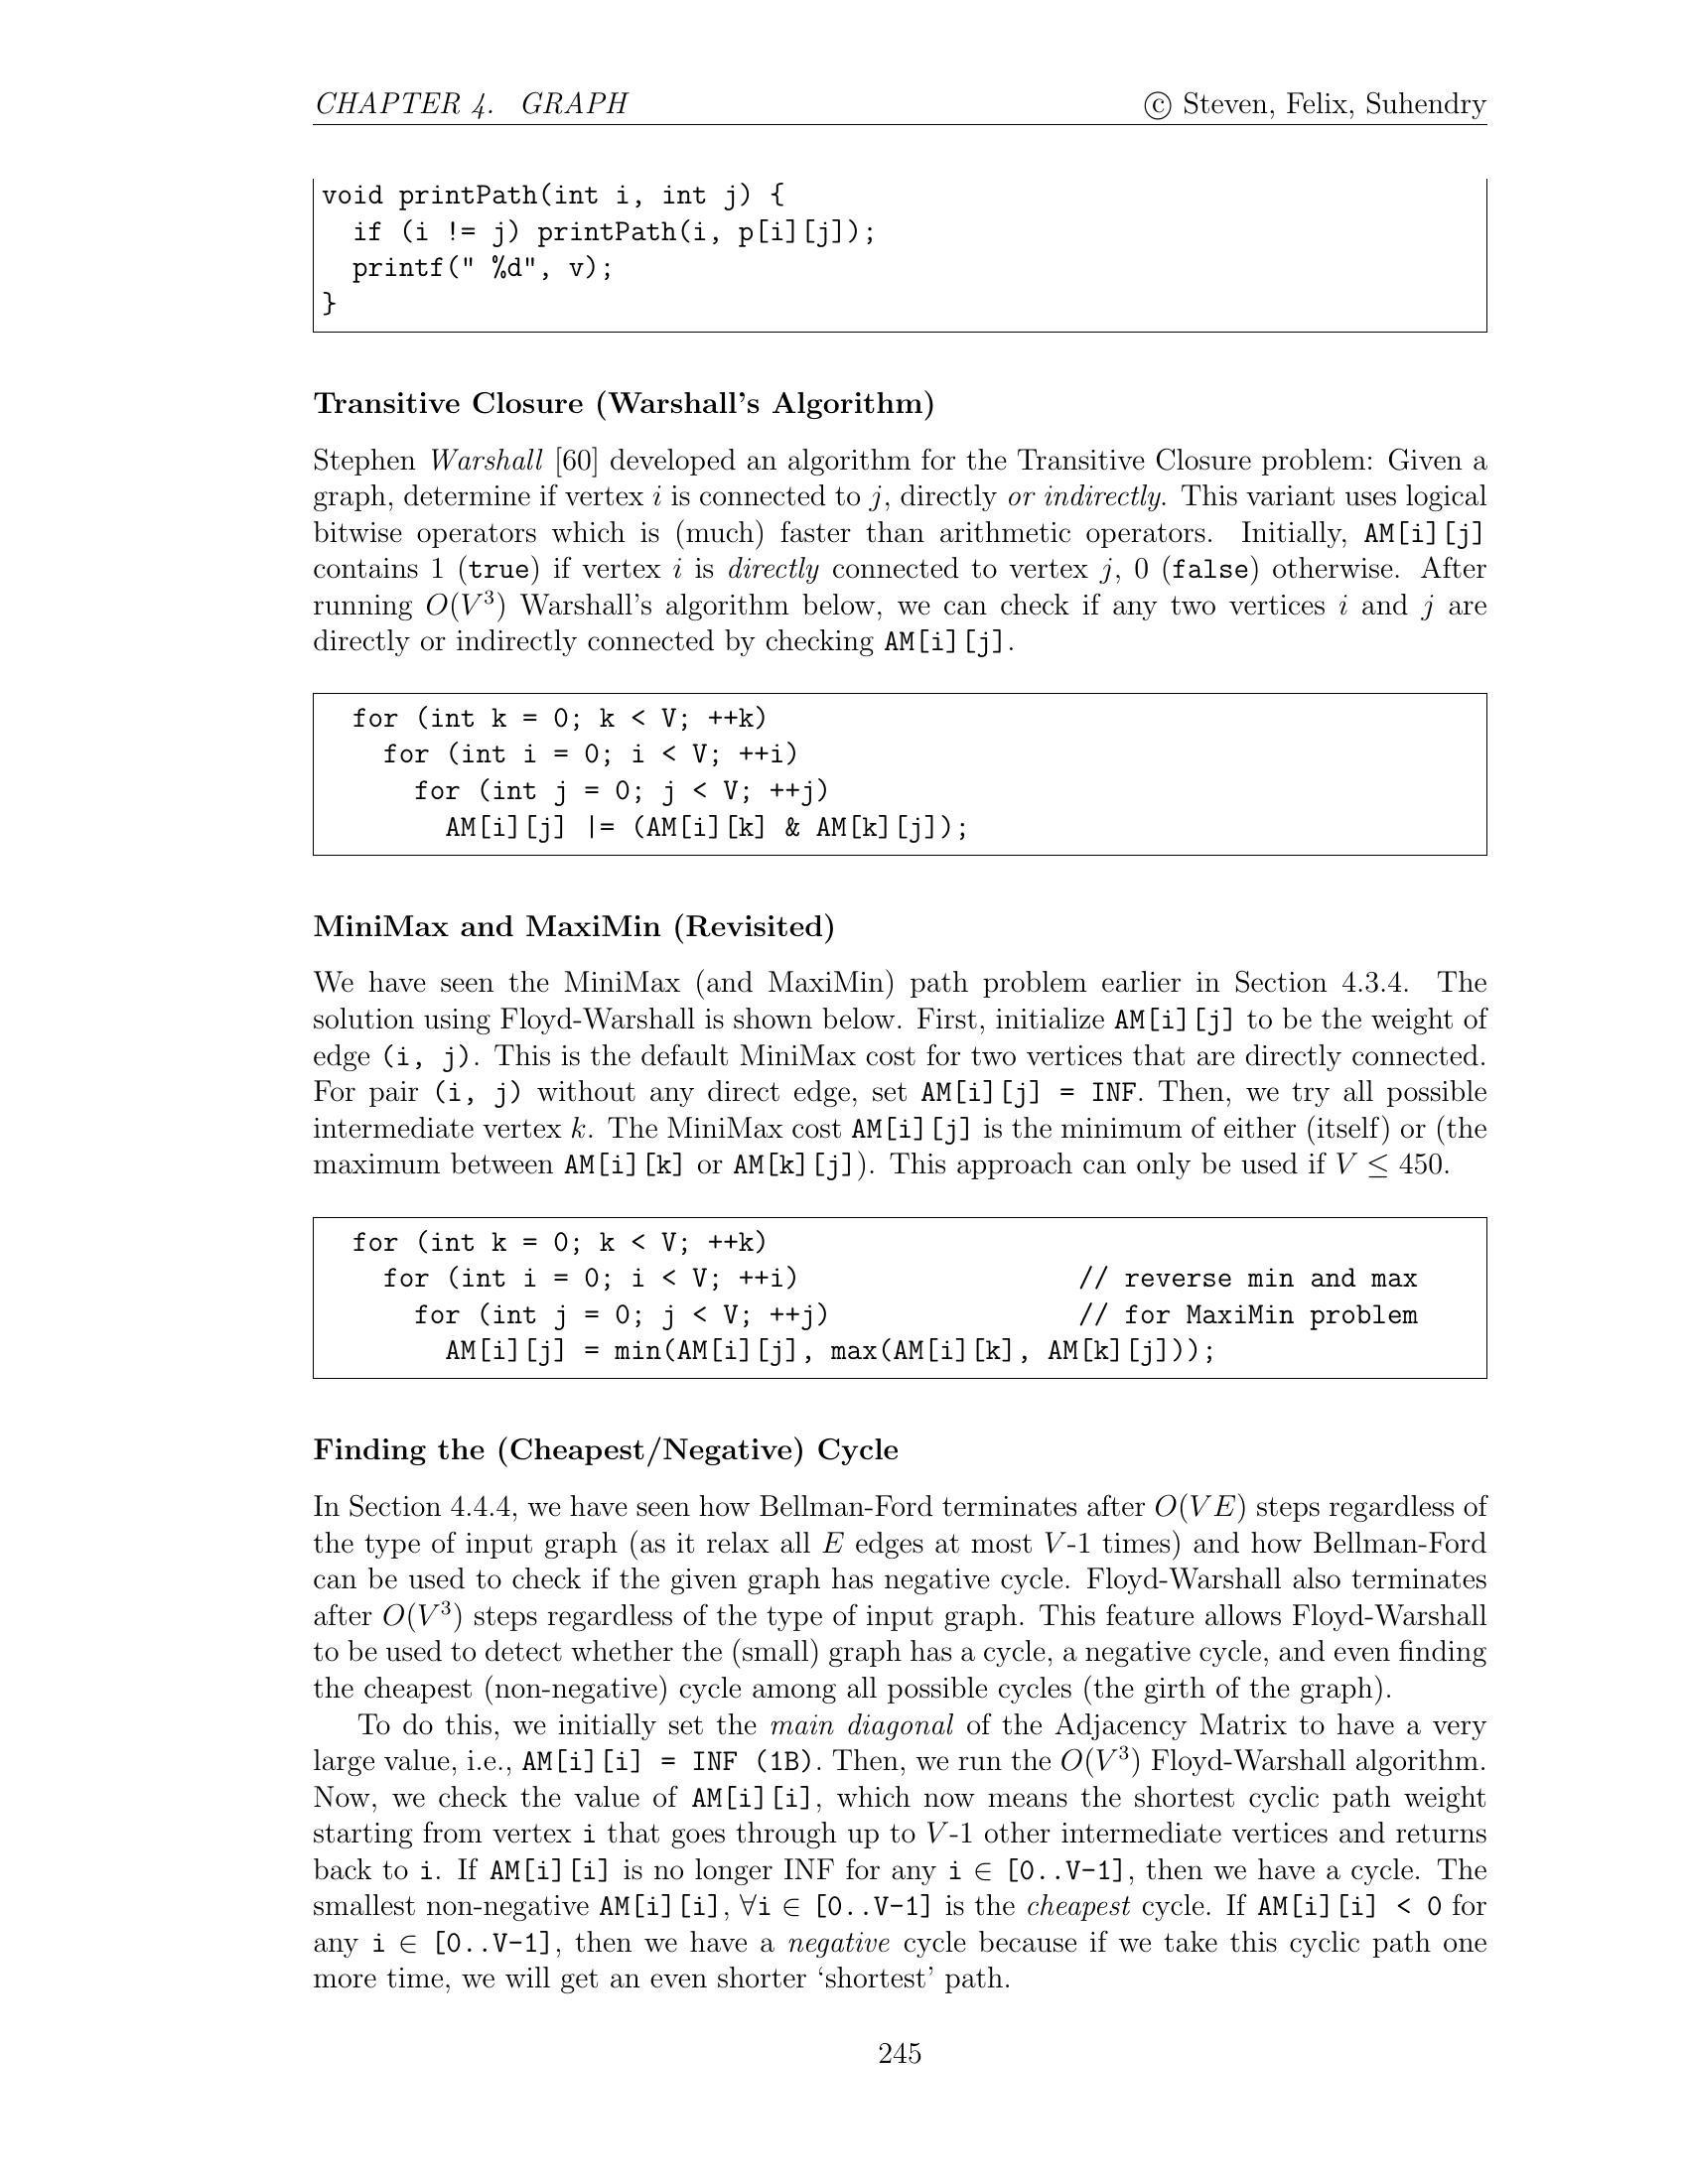 CHAPTER 4. GRAPH © Steven, Felix, Suhendry
void printPath(int i, int j) {
if (i != j) printPath(i, p[i][j]);
printf(" %d", v);
}
Transitive Closure (Warshall's Algorithm)
Stephen Warshall [60] developed an algorithm for the Transitive Closure problem: Given a
graph, determine if vertex i is connected to j, directly or indirectly. This variant uses logical
bitwise operators which is (much) faster than arithmetic operators. Initially, AM[i][j]
contains 1 (true) if vertex i is directly connected to vertex j, 0 (false) otherwise. After
running O(V³) Warshall's algorithm below, we can check if any two vertices i and j are
directly or indirectly connected by checking AM[i][j].
for (int k = 0; k < V; ++k)
for (int i = 0; i < V; ++i)
for (int j = 0; j < V; ++j)
AM[i][j] |= (AM[i][k] & AM[k][j]);
MiniMax and MaxiMin (Revisited)
We have seen the MiniMax (and MaxiMin) path problem earlier in Section 4.3.4. The
solution using Floyd-Warshall is shown below. First, initialize AM[i][j] to be the weight of
edge (i, j). This is the default MiniMax cost for two vertices that are directly connected.
For pair (i, j) without any direct edge, set AM[i][j] = INF. Then, we try all possible
intermediate vertex k. The MiniMax cost AM[i][j] is the minimum of either (itself) or (the
maximum between AM[i][k] or AM[k][j]). This approach can only be used if V ≤ 450.
for (int k = 0; k < V; ++k)
for (int i = 0; i < V; ++i) // reverse min and max
for (int j = 0; j < V; ++j) // for MaxiMin problem
AM[i][j] = min(AM[i][j], max(AM[i][k], AM[k][j]));
Finding the (Cheapest/Negative) Cycle
In Section 4.4.4, we have seen how Bellman-Ford terminates after O(VE) steps regardless of
the type of input graph (as it relax all E edges at most V-1 times) and how Bellman-Ford
can be used to check if the given graph has negative cycle. Floyd-Warshall also terminates
after O(V³) steps regardless of the type of input graph. This feature allows Floyd-Warshall
to be used to detect whether the (small) graph has a cycle, a negative cycle, and even finding
the cheapest (non-negative) cycle among all possible cycles (the girth of the graph).
To do this, we initially set the main diagonal of the Adjacency Matrix to have a very
large value, i.e., AM[i][i] = INF (1B). Then, we run the O(V³) Floyd-Warshall algorithm.
Now, we check the value of AM[i][i], which now means the shortest cyclic path weight
starting from vertex i that goes through up to V-1 other intermediate vertices and returns
back to i. If AM[i][i] is no longer INF for any i ∈ [0..V-1], then we have a cycle. The
smallest non-negative AM[i][i], ∀i ∈ [0..V-1] is the cheapest cycle. If AM[i][i] < 0 for
any i ∈ [0..V-1], then we have a negative cycle because if we take this cyclic path one
more time, we will get an even shorter ‘shortest’ path.
245